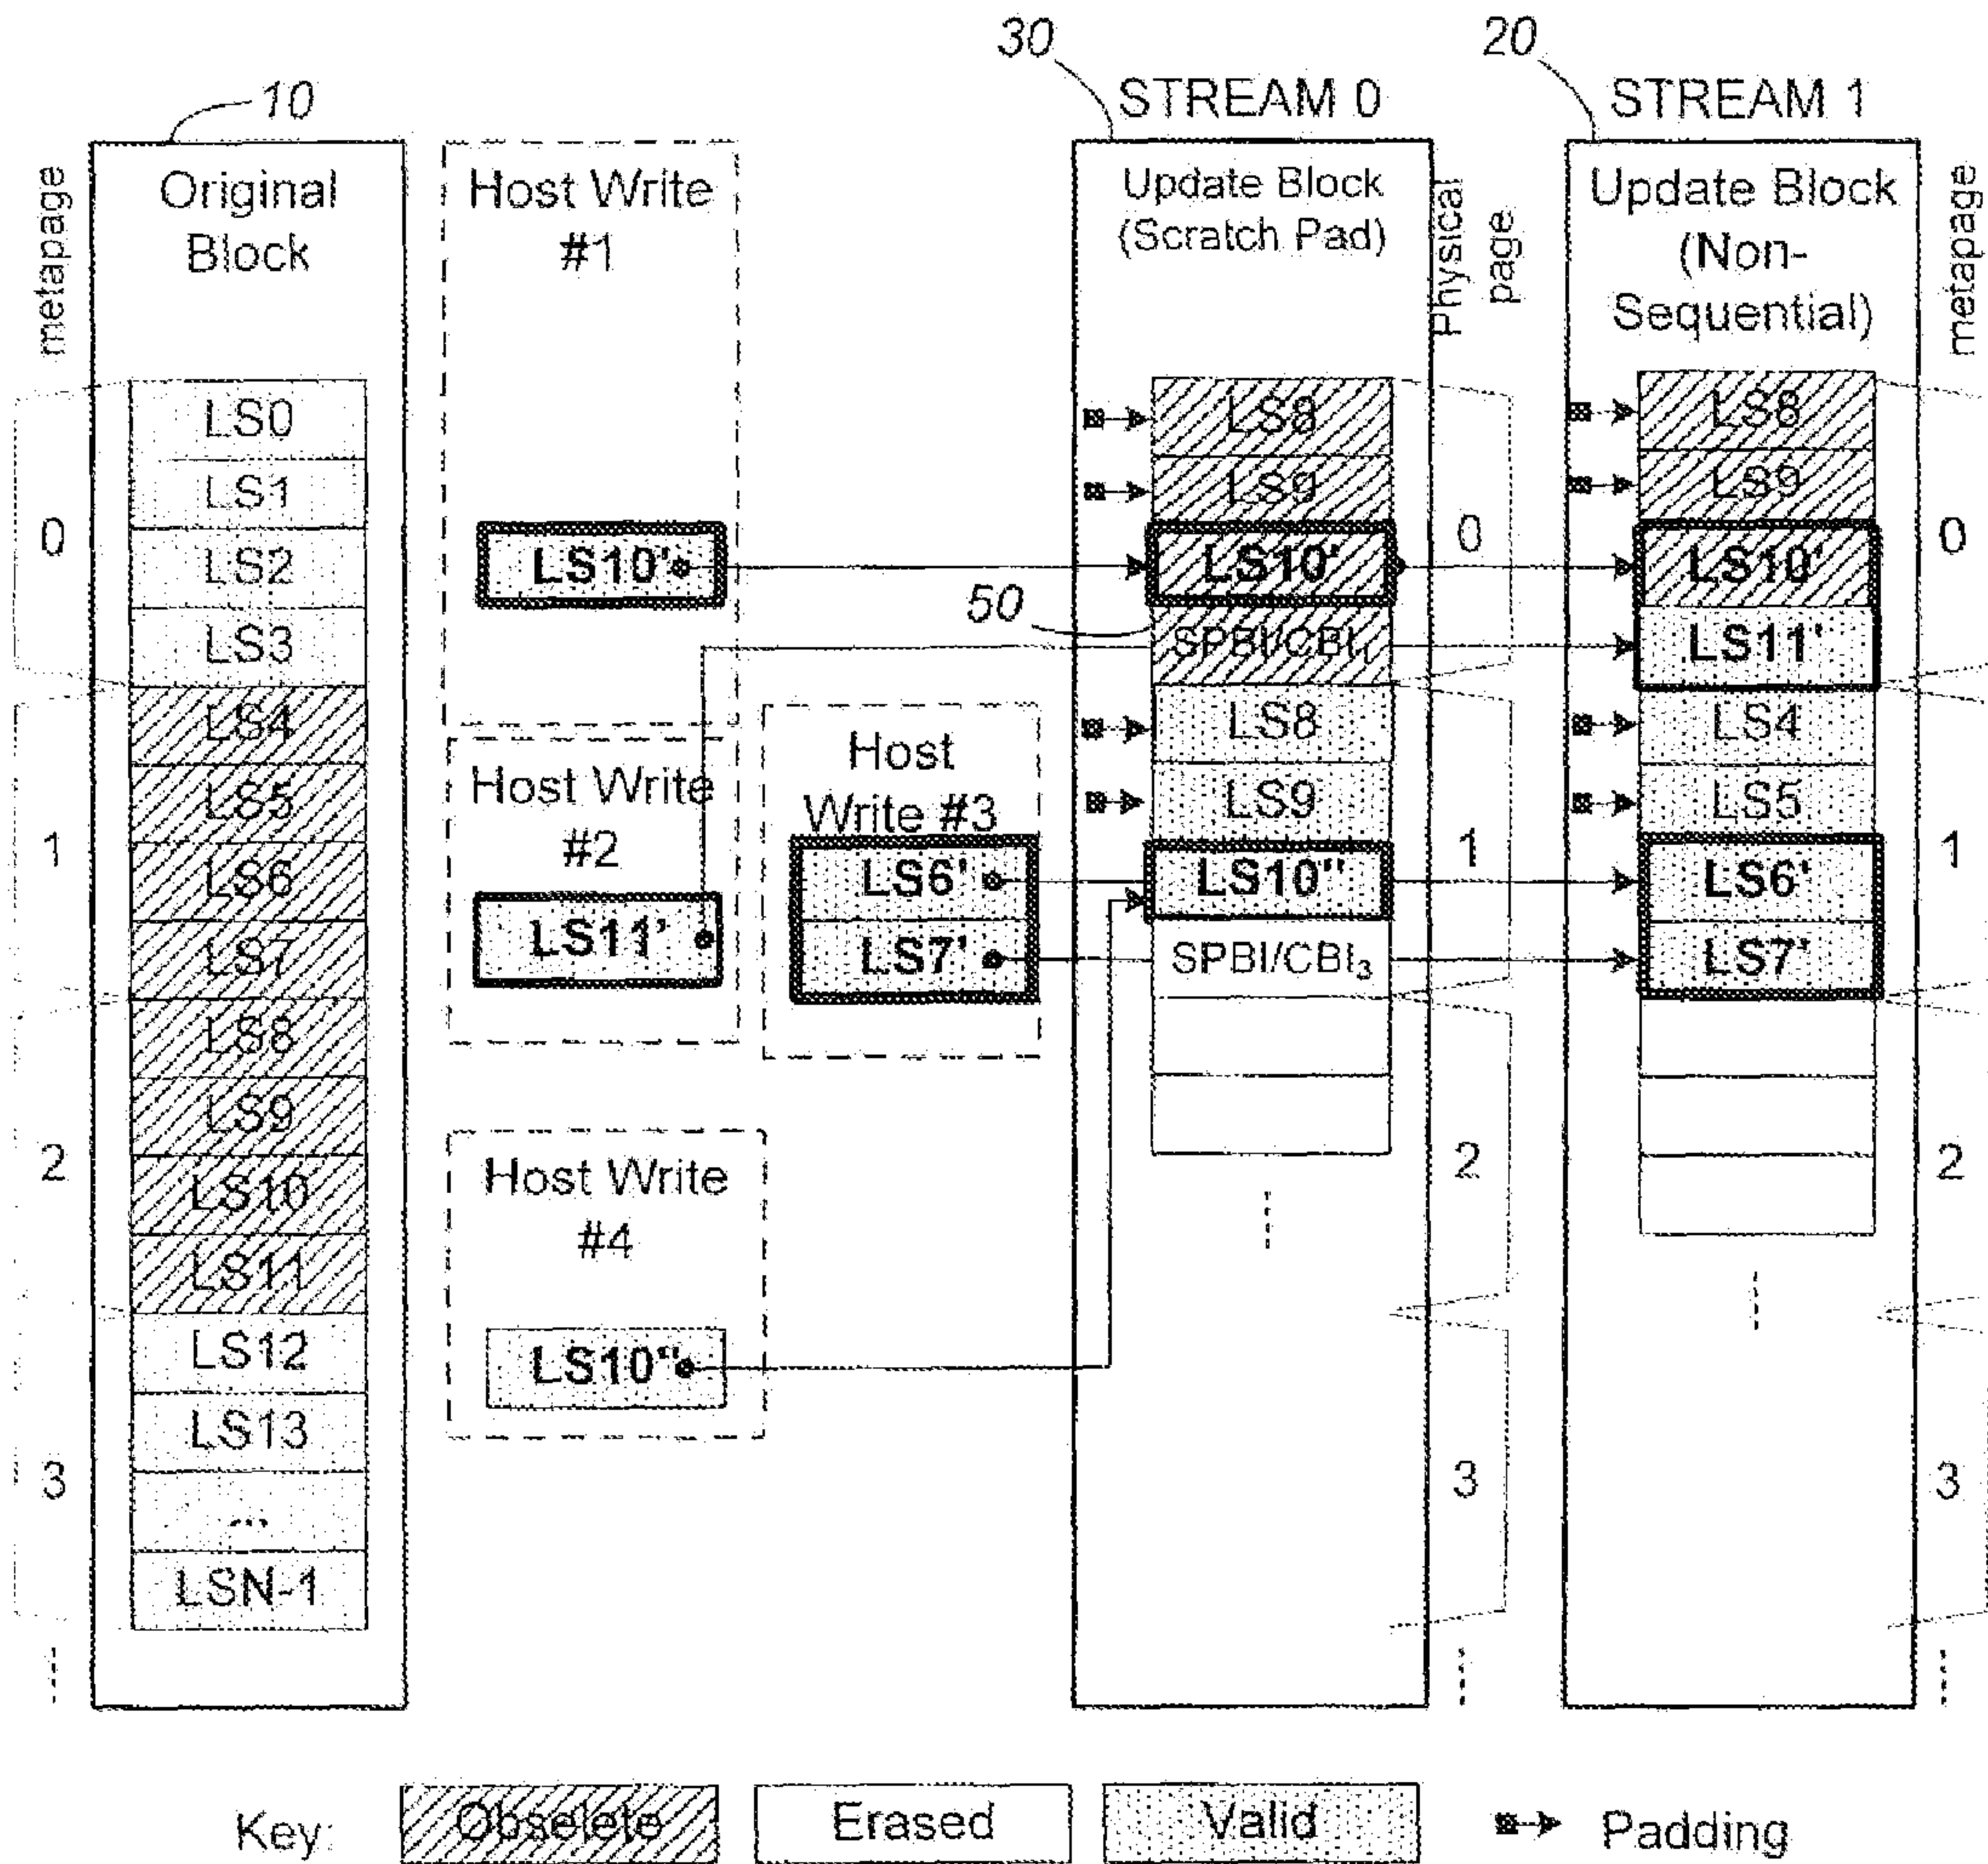 10
metapage
Original
Block
LS0
LS1
LS2
LS3
LS4
LS5
LS6
LS7
LS8
LS9
LS10
LS11
LS12
LS13
...
LSN-1
0
1
2
3
Host Write
#1
LS10'
Host Write
#2
LS11'
Host
Write #3
LS6'
LS7'
Host Write
#4
LS10"
30
STREAM 0
Update Block
(Scratch Pad)
50
LS8
LS9
LS10'
SPBI/CBI₁
LS8
LS9
LS10"
SPBI/CBI₃
Physical
page
0
1
2
3
20
STREAM 1
Update Block
(Non-
Sequential)
LS8
LS9
LS10'
LS11'
LS4
LS5
LS6'
LS7'
metapage
0
1
2
3
Key:
Obselete
Erased
Valid
Padding